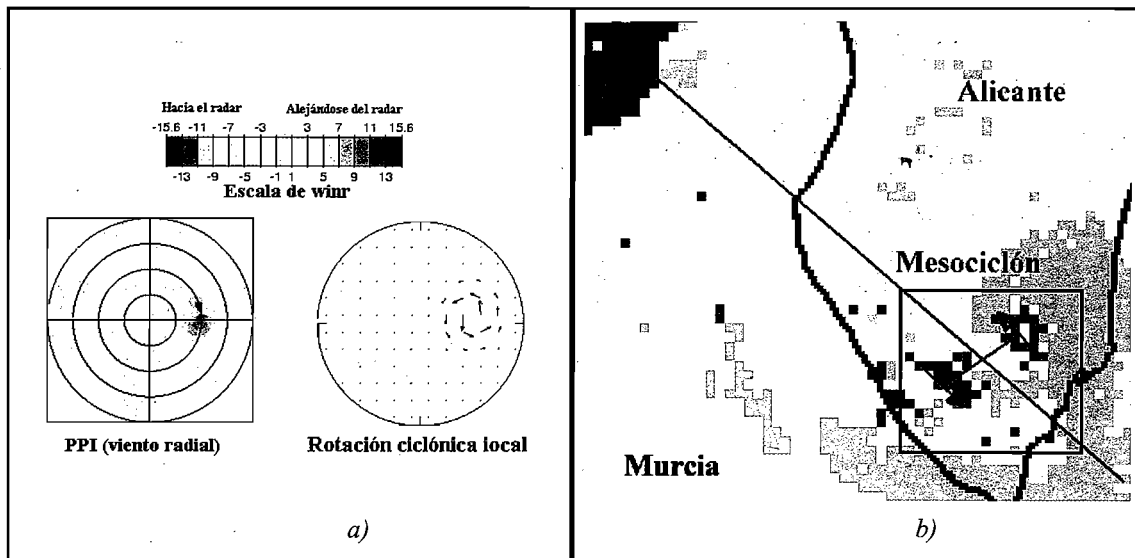 Hacia el radar Alejándose del radar
-15.6 -11 -7 -3 3 7 11 15.6
-13 -9 -5 -1 1 5 9 13
Escala de winr
PPI (viento radial)
Rotación ciclónica local
a)
Alicante
Mesociclón
Murcia
b)